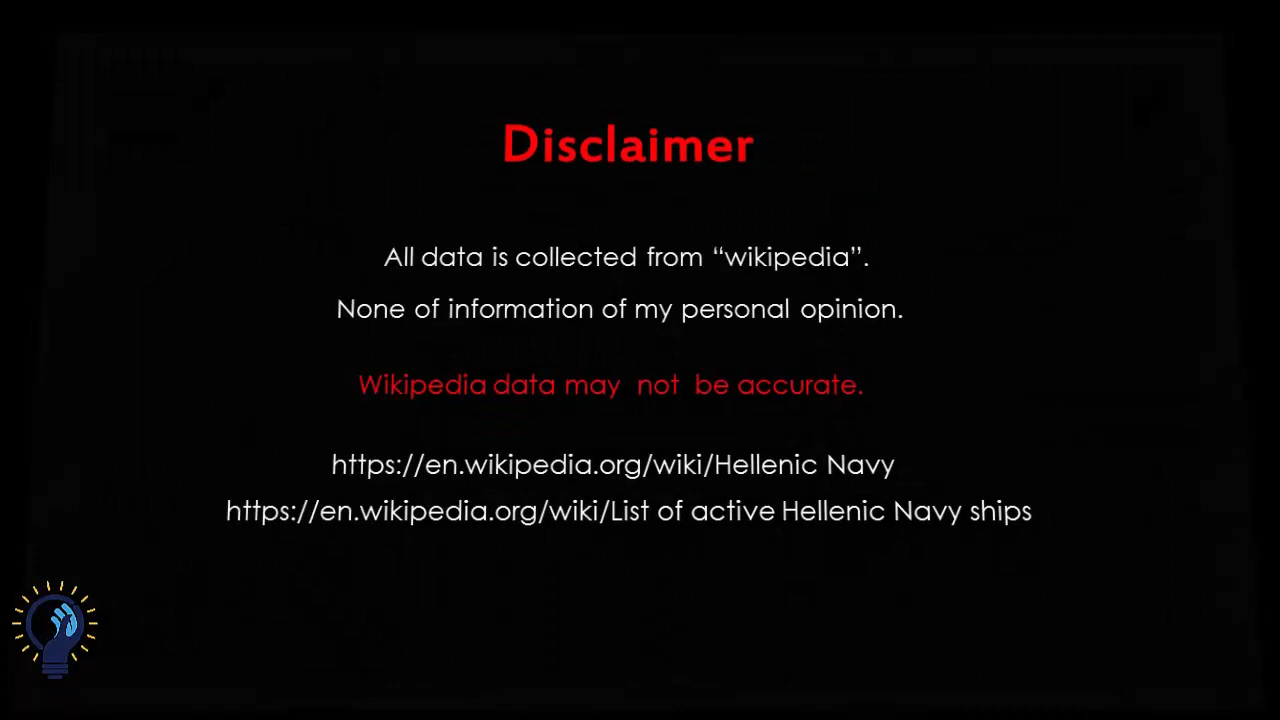 Disclaimer
All data is collected from “wikipedia”.
None of information of my personal opinion.
Wikipedia data may not be accurate.
https://en.wikipedia.org/wiki/Hellenic Navy
https://en.wikipedia.org/wiki/List of active Hellenic Navy ships